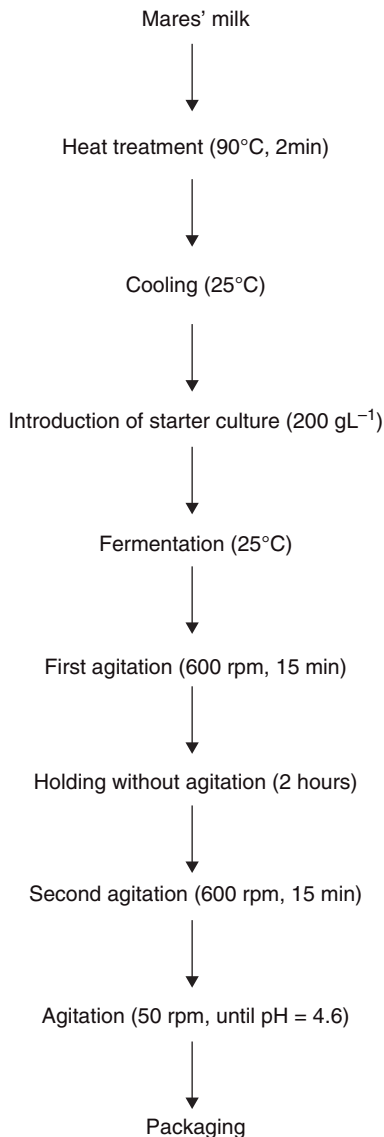 Mares’ milk
Heat treatment (90°C, 2min)
Cooling (25°C)
Introduction of starter culture (200 gL⁻¹)
Fermentation (25°C)
First agitation (600 rpm, 15 min)
Holding without agitation (2 hours)
Second agitation (600 rpm, 15 min)
Agitation (50 rpm, until pH = 4.6)
Packaging